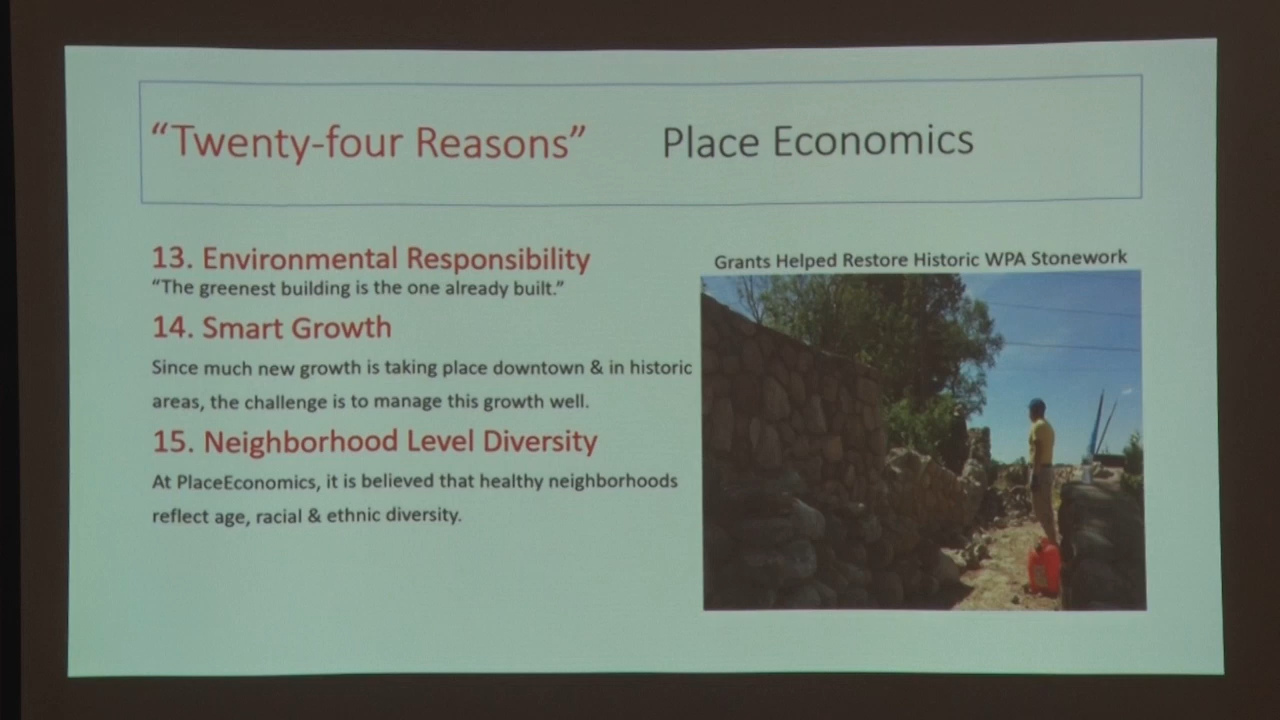 “Twenty-four Reasons” Place Economics
13. Environmental Responsibility
“The greenest building is the one already built.”
14. Smart Growth
Since much new growth is taking place downtown & in historic
areas, the challenge is to manage this growth well.
15. Neighborhood Level Diversity
At PlaceEconomics, it is believed that healthy neighborhoods
reflect age, racial & ethnic diversity.
Grants Helped Restore Historic WPA Stonework